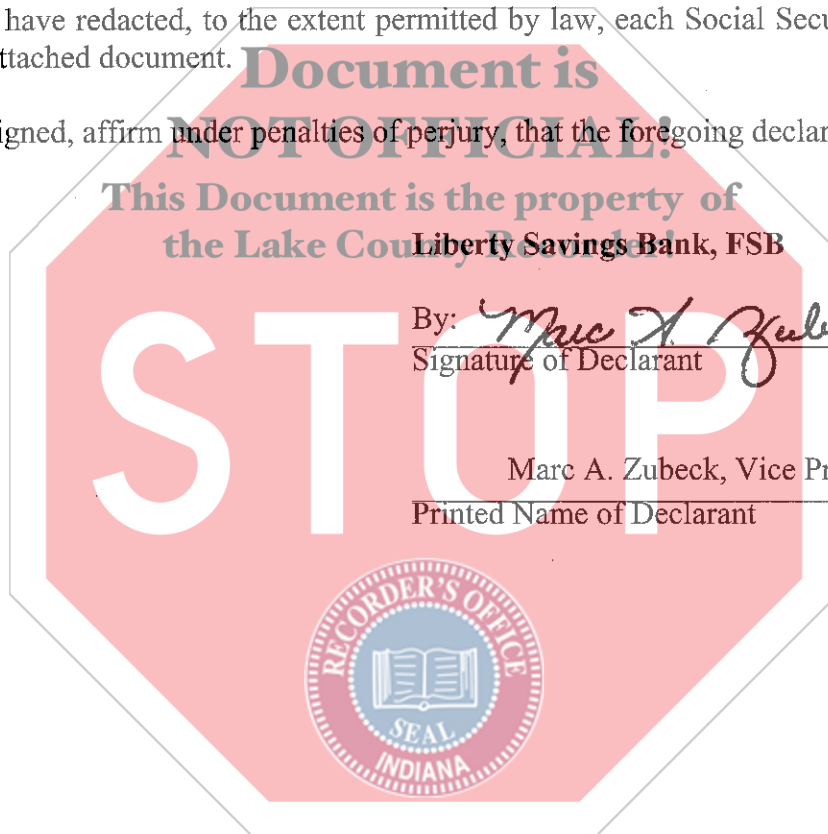 have redacted, to the extent permitted by law, each Social Secu
ttached document.
Document is
igned, affirm under penalties of perjury, that the foregoing declar
NOT OFFICIAL!
This Document is the property of
the Lake County Recorder!
Liberty Savings Bank, FSB
By: Marc A. Zube
Signature of Declarant
STOP
Marc A. Zubeck, Vice Pr
Printed Name of Declarant
RECORDER'S OFFICE
SEAL
INDIANA